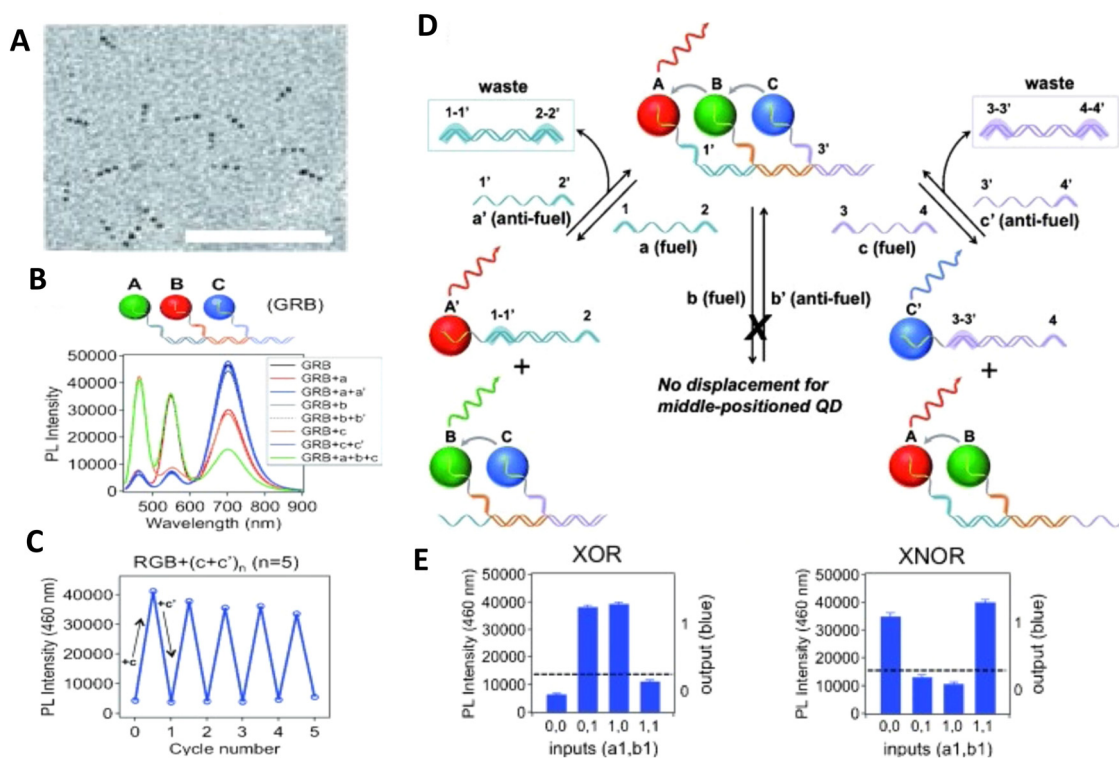 A
B
A B C
(GRB)
50000
40000
30000
20000
10000
0
PL Intensity
GRB
GRB+a
GRB+a+a'
GRB+b
GRB+b+b'
GRB+c
GRB+c+c'
GRB+a+b+c
500 600 700 800 900
Wavelength (nm)
C
RGB+(c+c')n (n=5)
50000
40000
30000
20000
10000
0
PL Intensity (460 nm)
+c
+c'
0 1 2 3 4 5
Cycle number
D
waste
1-1' 2-2'
A B C
1' 3'
waste
3-3' 4-4'
1' 2'
a' (anti-fuel)
1 2
a (fuel)
3 4
c (fuel)
3' 4'
c' (anti-fuel)
b (fuel)
b' (anti-fuel)
X
No displacement for
middle-positioned QD
A'
1-1' 2
+
B C
C'
3-3' 4
+
A B
E
XOR
50000
40000
30000
20000
10000
0
PL Intensity (460 nm)
1
0
output (blue)
0,0 0,1 1,0 1,1
inputs (a1,b1)
XNOR
50000
40000
30000
20000
10000
0
PL Intensity (460 nm)
1
0
output (blue)
0,0 0,1 1,0 1,1
inputs (a1,b1)